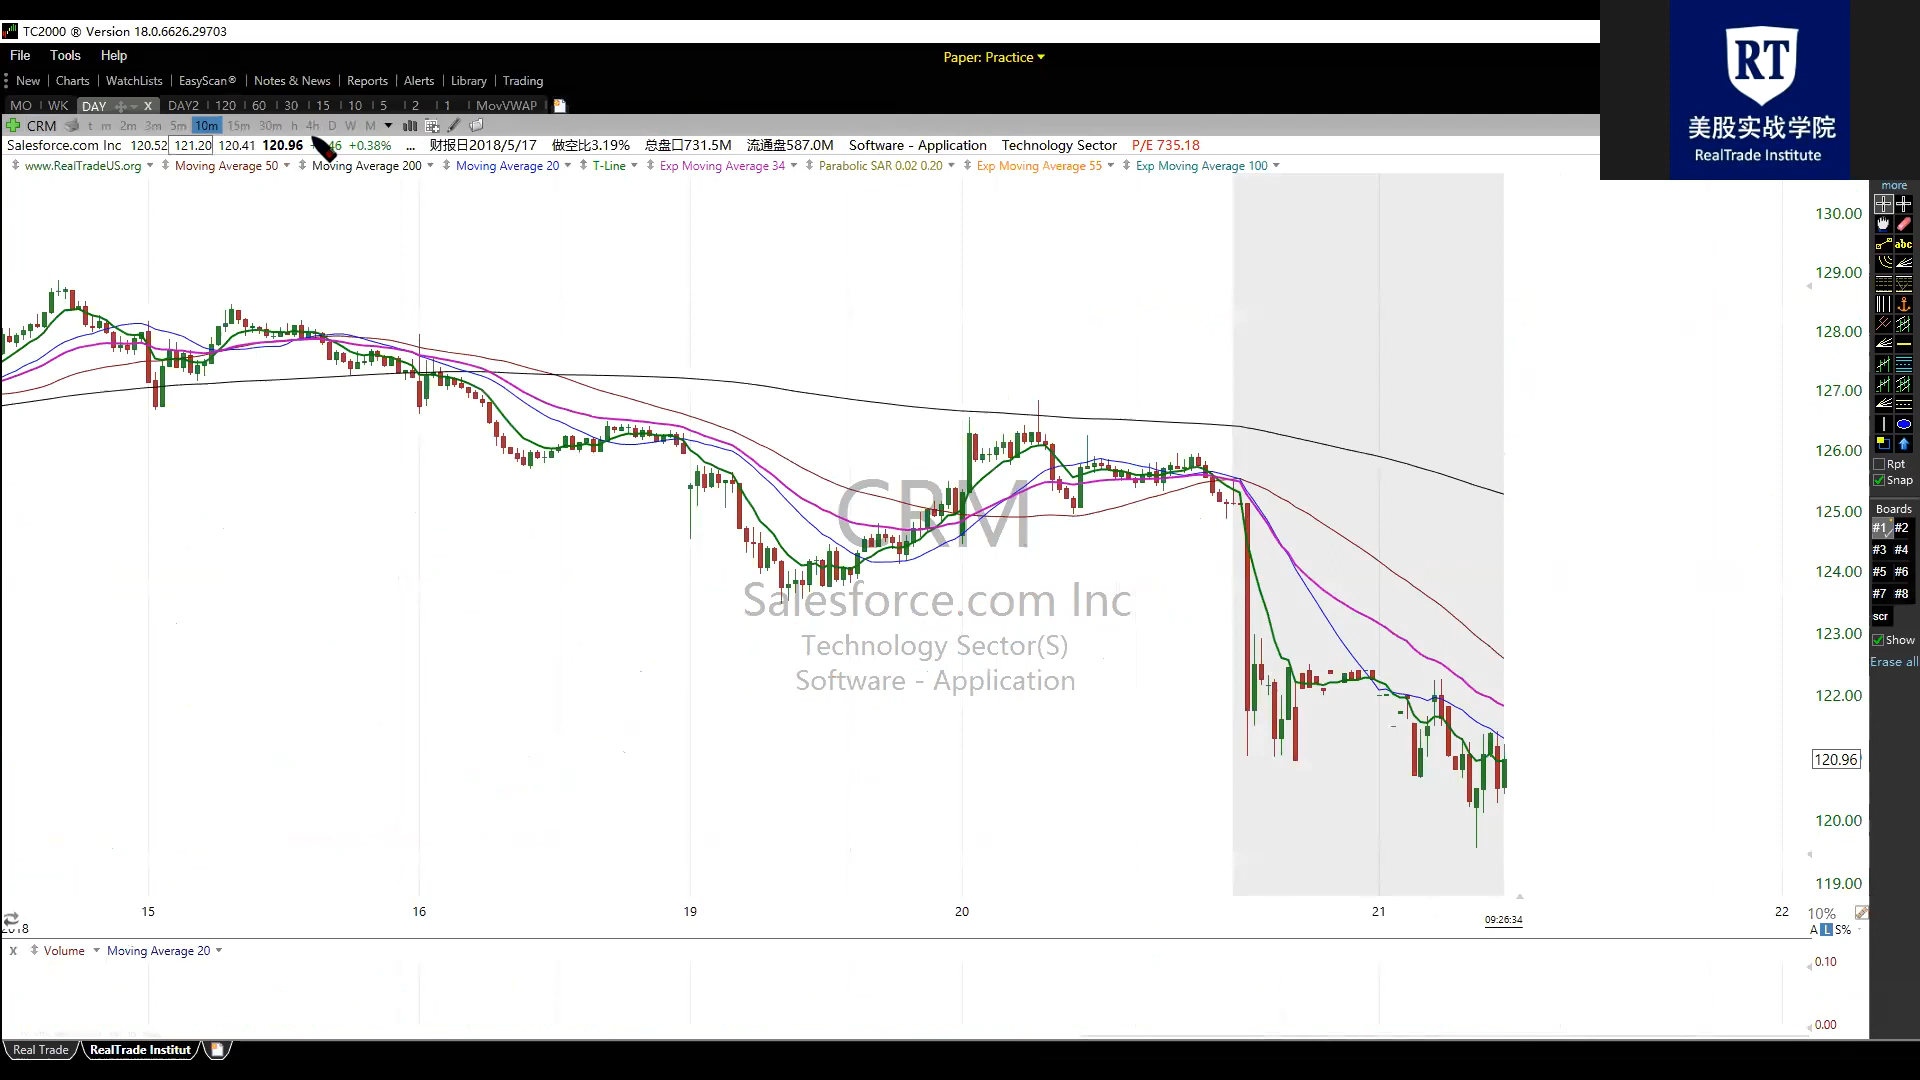 TC2000 ® Version 18.0.6626.29703
File Tools Help
Paper: Practice
New Charts WatchLists EasyScan® Notes & News Reports Alerts Library Trading
MO WK DAY X DAY2 120 60 30 15 10 5 2 1 MovVWAP
CRM t m 2m 3m 5m 10m 15m 30m h 4h D W M
Salesforce.com Inc 120.52 121.20 120.41 120.96 +0.38% ... 财报日2018/5/17 做空比3.19% 总盘口731.5M 流通盘587.0M Software - Application Technology Sector P/E 735.18
www.RealTradeUS.org Moving Average 50 Moving Average 200 Moving Average 20 T-Line Exp Moving Average 34 Parabolic SAR 0.02 0.20 Exp Moving Average 55 Exp Moving Average 100
RT
美股实战学院
RealTrade Institute
more
abc
Rpt
Snap
Boards
#1 #2
#3 #4
#5 #6
#7 #8
scr
Show
Erase all
130.00
129.00
128.00
127.00
126.00
125.00
124.00
123.00
122.00
120.96
120.00
119.00
CRM
Salesforce.com Inc
Technology Sector(S)
Software - Application
15 16 19 20 21 22
09:26:34
10%
A L S%
X Volume Moving Average 20
0.10
0.00
Real Trade RealTrade Institut